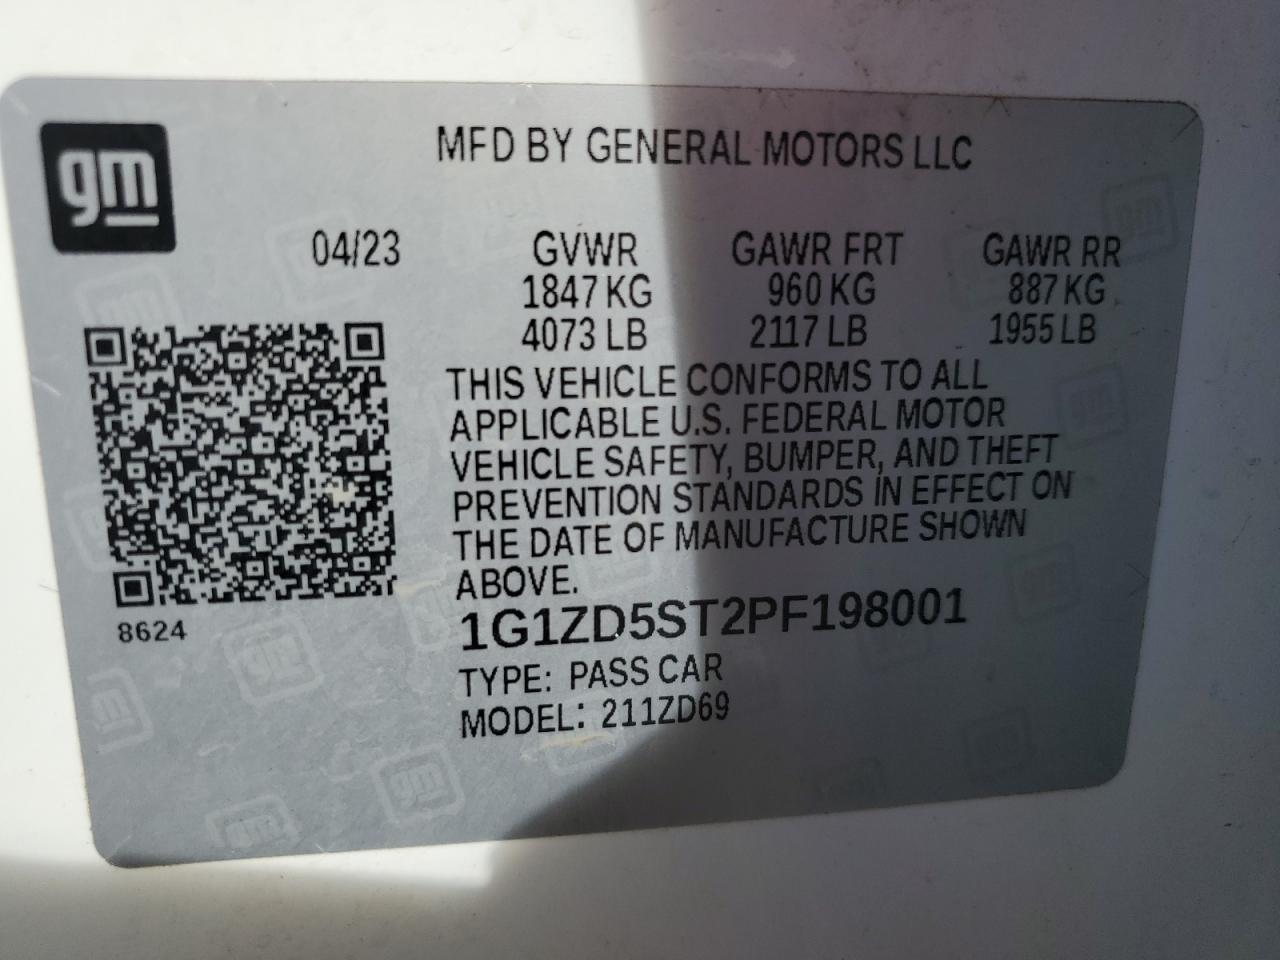 gm
MFD BY GENERAL MOTORS LLC
04/23 GVWR GAWR FRT GAWR RR
1847 KG 960 KG 887 KG
4073 LB 2117 LB 1955 LB
THIS VEHICLE CONFORMS TO ALL
APPLICABLE U.S. FEDERAL MOTOR
VEHICLE SAFETY, BUMPER, AND THEFT
PREVENTION STANDARDS IN EFFECT ON
THE DATE OF MANUFACTURE SHOWN
ABOVE.
8624
1G1ZD5ST2PF198001
TYPE: PASS CAR
MODEL: 211ZD69